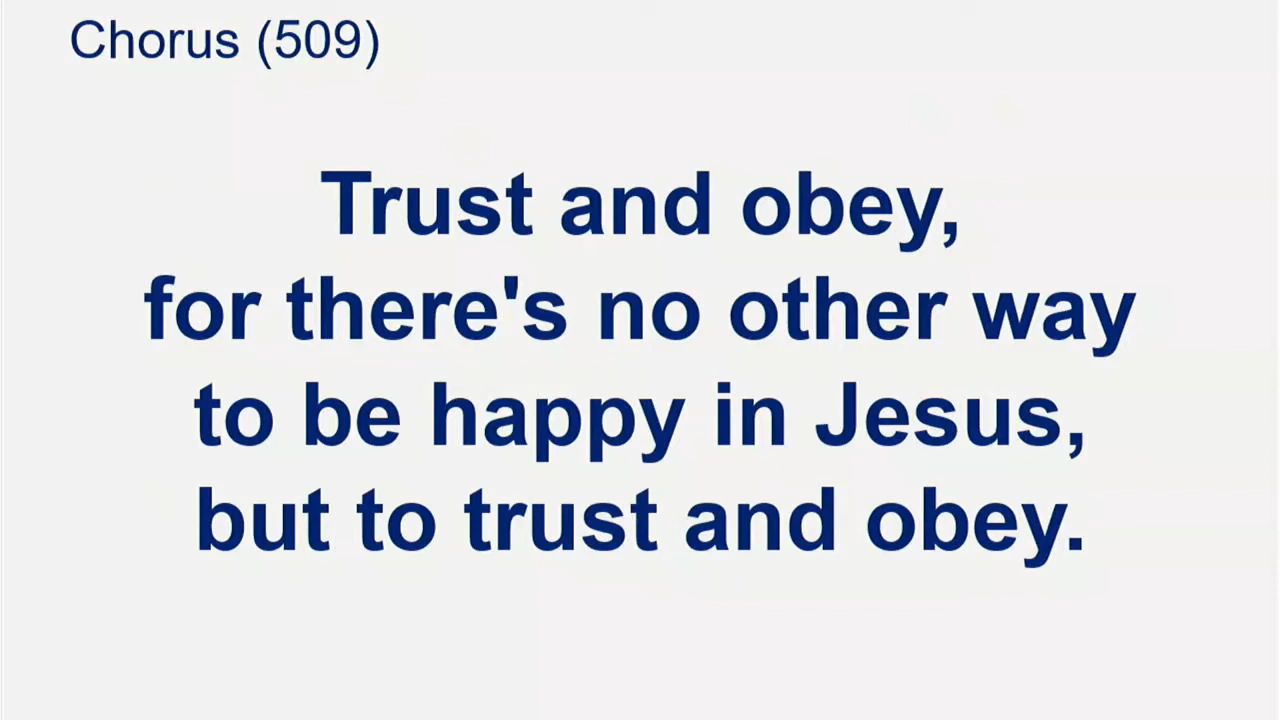 Chorus (509)
Trust and obey,
for there's no other way
to be happy in Jesus,
but to trust and obey.